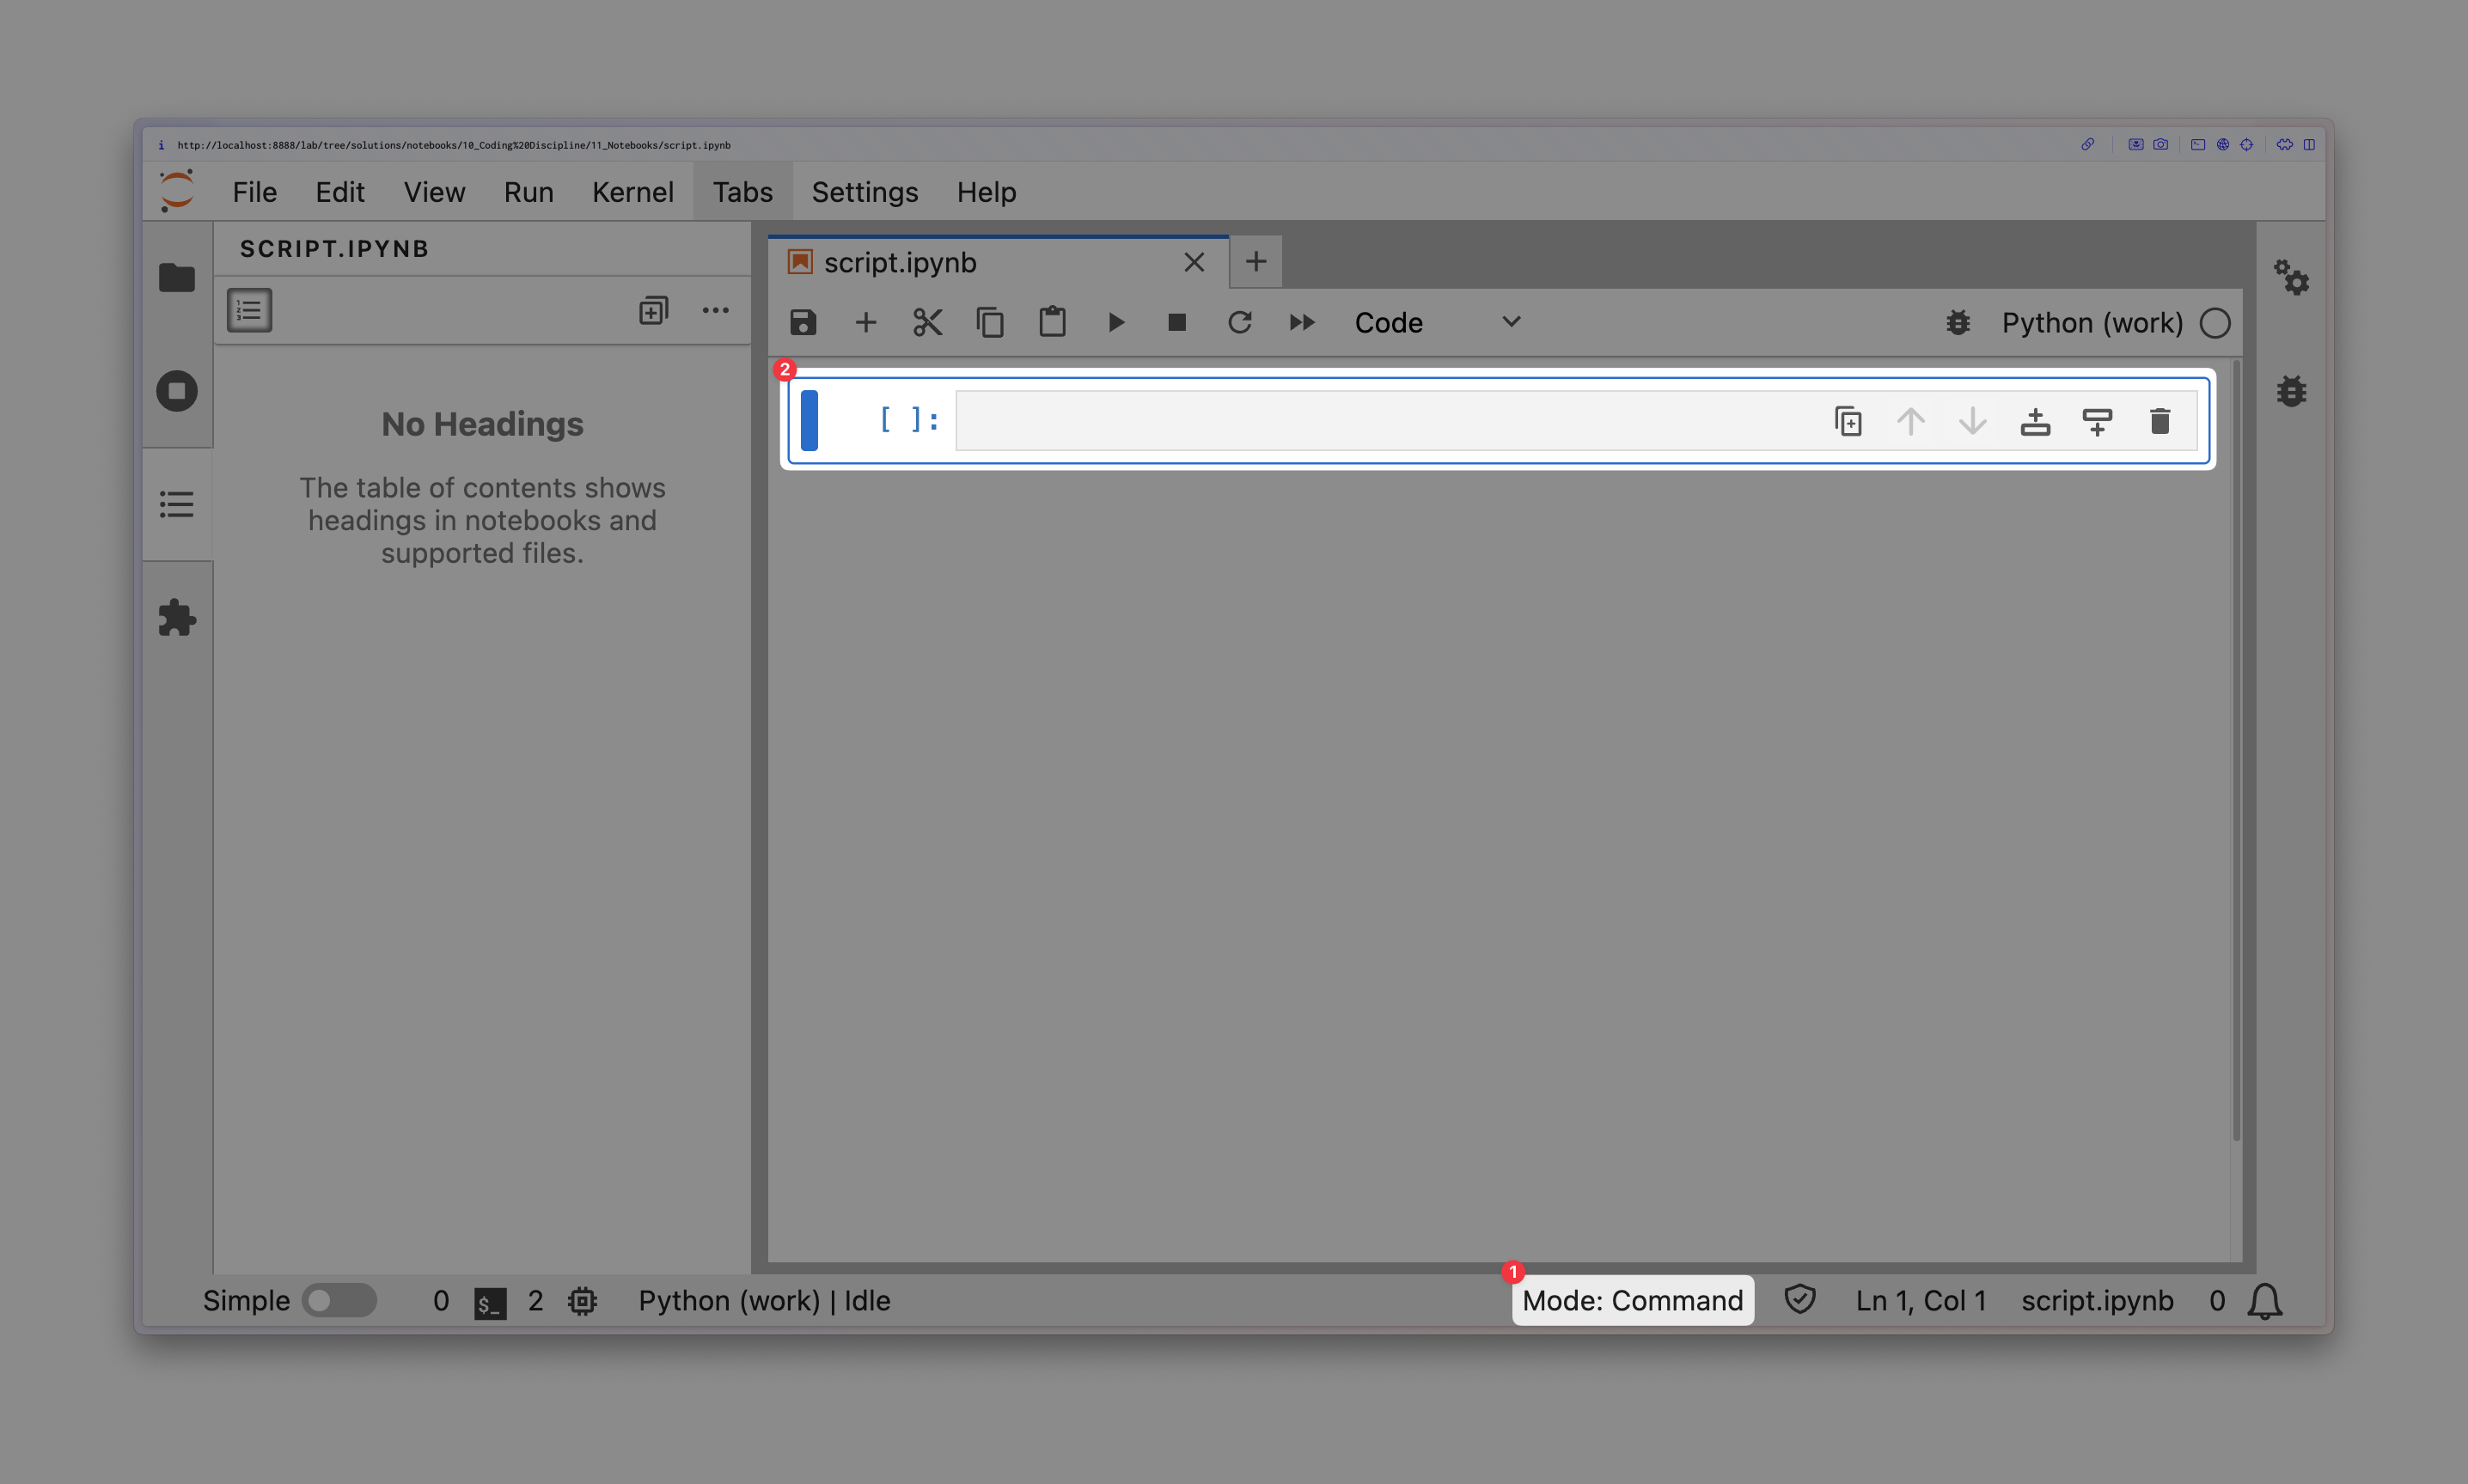 i http://localhost:8888/lab/tree/solutions/notebooks/10_Coding%20Discipline/11_Notebooks/script.ipynb
File Edit View Run Kernel Tabs Settings Help
SCRIPT.IPYNB
No Headings
The table of contents shows
headings in notebooks and
supported files.
script.ipynb
Code
Python (work)
2
[ ]:
1
Simple 0 $_ 2 Python (work) | Idle Mode: Command Ln 1, Col 1 script.ipynb 0